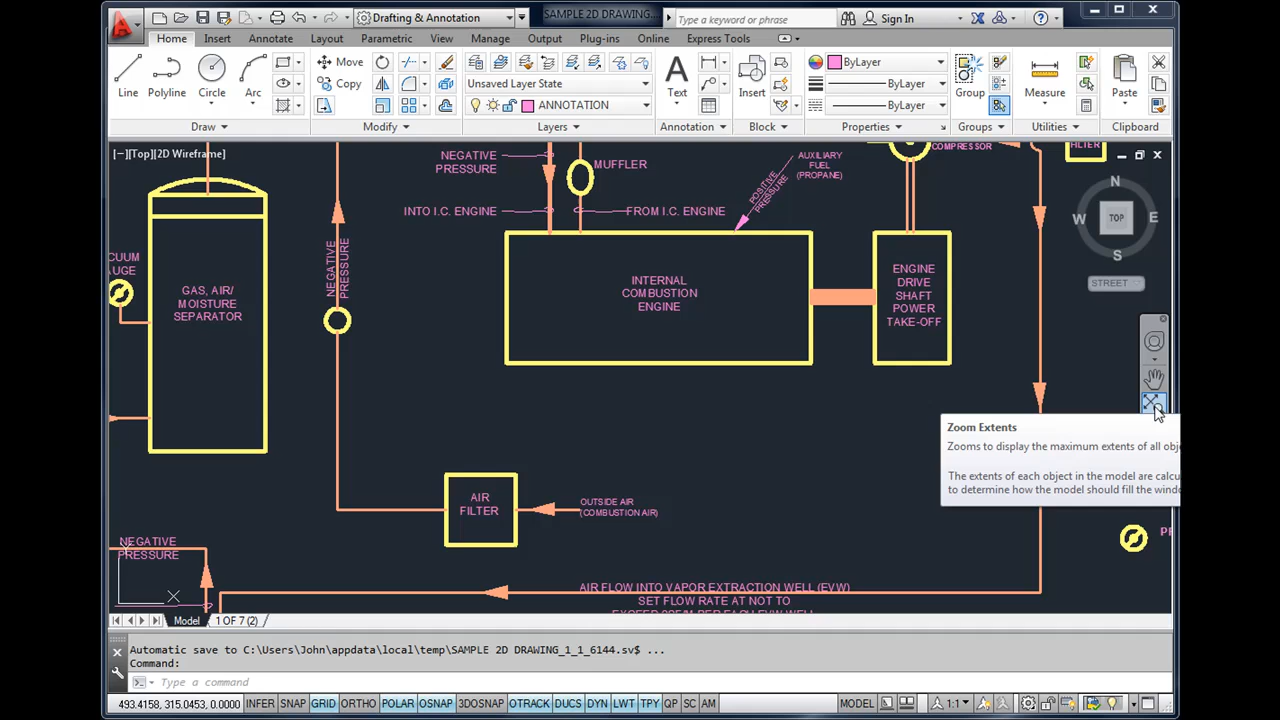 Drafting & Annotation
SAMPLE 2D DRAWING...
Type a keyword or phrase
Sign In
Home Insert Annotate Layout Parametric View Manage Output Plug-ins Online Express Tools
Line
Polyline
Circle
Arc
Move
Copy
Unsaved Layer State
ANNOTATION
Text
Insert
ByLayer
ByLayer
ByLayer
Group
Measure
Paste
Draw
Modify
Layers
Annotation
Block
Properties
Groups
Utilities
Clipboard
[−][Top][2D Wireframe]
NEGATIVE
PRESSURE
MUFFLER
AUXILIARY
FUEL
(PROPANE)
COMPRESSOR
POSITIVE
PRESSURE
INTO I.C. ENGINE
FROM I.C. ENGINE
N
W
TOP
E
S
STREET
GAS, AIR/
MOISTURE
SEPARATOR
NEGATIVE
PRESSURE
INTERNAL
COMBUSTION
ENGINE
ENGINE
DRIVE
SHAFT
POWER
TAKE-OFF
Zoom Extents
Zooms to display the maximum extents of all obj
The extents of each object in the model are calcu
to determine how the model should fill the windo
AIR
FILTER
OUTSIDE AIR
(COMBUSTION AIR)
NEGATIVE
PRESSURE
X
AIR FLOW INTO VAPOR EXTRACTION WELL (EVW)
SET FLOW RATE AT NOT TO
Model
1 OF 7 (2)
Automatic save to C:\Users\John\appdata\local\temp\SAMPLE 2D DRAWING_1_1_6144.sv$ ...
Command:
Type a command
493.4158, 315.0453, 0.0000 INFER SNAP GRID ORTHO POLAR OSNAP 3DOSNAP OTRACK DUCS DYN LWT TPY QP SC AM MODEL 1:1